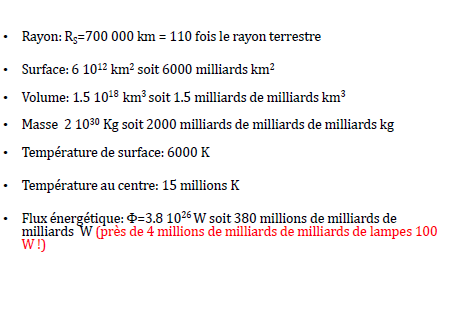 • Rayon: R_S=700 000 km = 110 fois le rayon terrestre
• Surface: 6 10¹² km² soit 6000 milliards km²
• Volume: 1.5 10¹⁸ km³ soit 1.5 milliards de milliards km³
• Masse 2 10³⁰ Kg soit 2000 milliards de milliards de milliards kg
• Température de surface: 6000 K
• Température au centre: 15 millions K
• Flux énergétique: Φ=3.8 10²⁶ W soit 380 millions de milliards de
milliards W (près de 4 millions de milliards de milliards de lampes 100
W !)